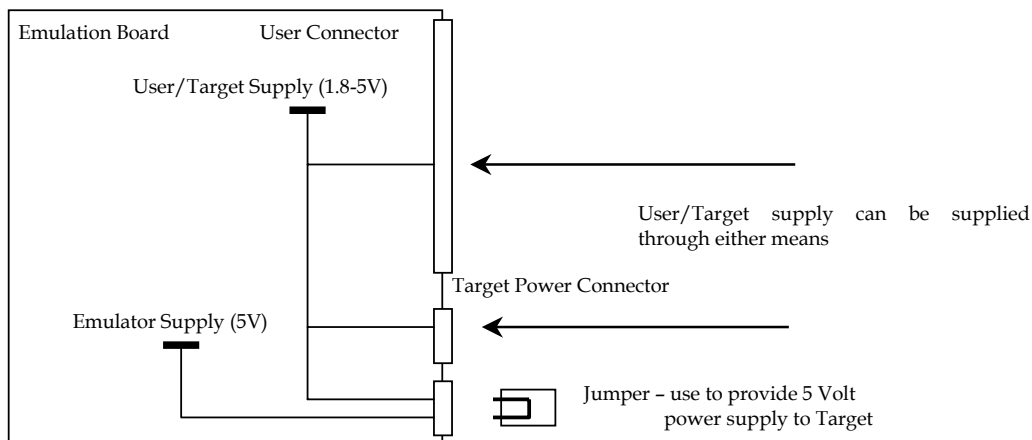 Emulation Board
User Connector
User/Target Supply (1.8-5V)
User/Target supply can be supplied
through either means
Target Power Connector
Emulator Supply (5V)
Jumper – use to provide 5 Volt
power supply to Target